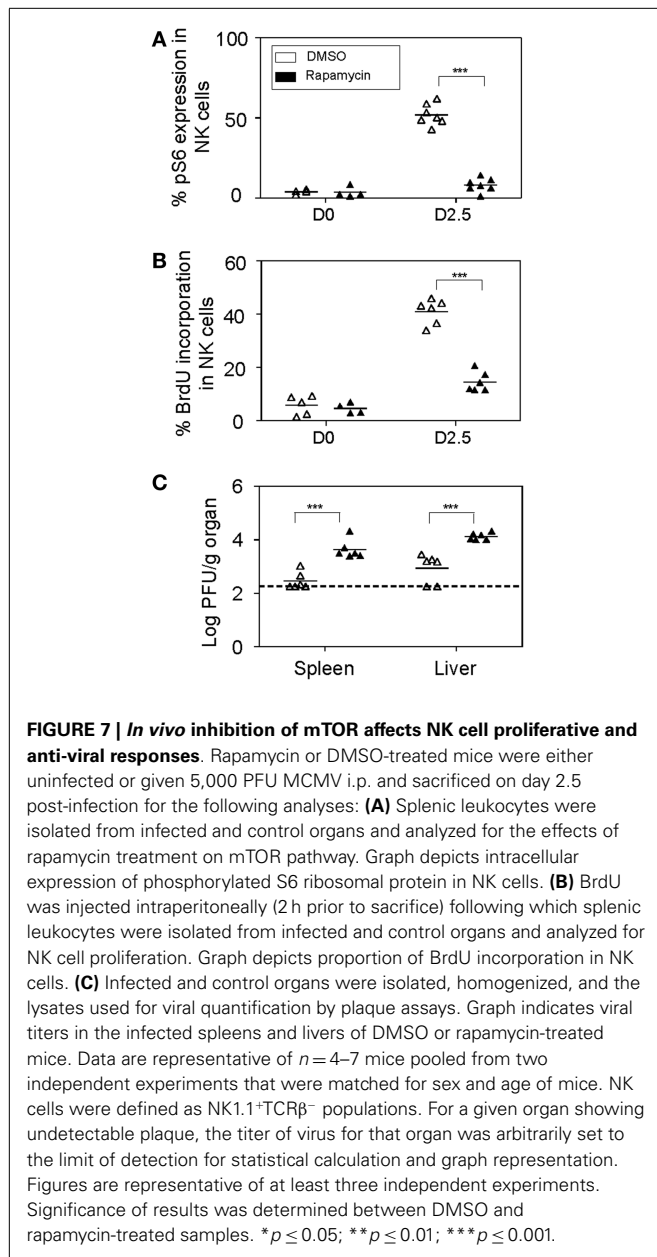 A
100
DMSO
Rapamycin
***
% pS6 expression in
NK cells
50
0
D0
D2.5
B
60
***
% BrdU incorporation
in NK cells
40
20
0
D0
D2.5
C
6
***
***
Log PFU/g organ
4
2
0
Spleen
Liver
FIGURE 7 | In vivo inhibition of mTOR affects NK cell proliferative and
anti-viral responses. Rapamycin or DMSO-treated mice were either
uninfected or given 5,000 PFU MCMV i.p. and sacrificed on day 2.5
post-infection for the following analyses: (A) Splenic leukocytes were
isolated from infected and control organs and analyzed for the effects of
rapamycin treatment on mTOR pathway. Graph depicts intracellular
expression of phosphorylated S6 ribosomal protein in NK cells. (B) BrdU
was injected intraperitoneally (2 h prior to sacrifice) following which splenic
leukocytes were isolated from infected and control organs and analyzed for
NK cell proliferation. Graph depicts proportion of BrdU incorporation in NK
cells. (C) Infected and control organs were isolated, homogenized, and the
lysates used for viral quantification by plaque assays. Graph indicates viral
titers in the infected spleens and livers of DMSO or rapamycin-treated
mice. Data are representative of n = 4–7 mice pooled from two
independent experiments that were matched for sex and age of mice. NK
cells were defined as NK1.1⁺TCRβ⁻ populations. For a given organ showing
undetectable plaque, the titer of virus for that organ was arbitrarily set to
the limit of detection for statistical calculation and graph representation.
Figures are representative of at least three independent experiments.
Significance of results was determined between DMSO and
rapamycin-treated samples. *p ≤ 0.05; **p ≤ 0.01; ***p ≤ 0.001.